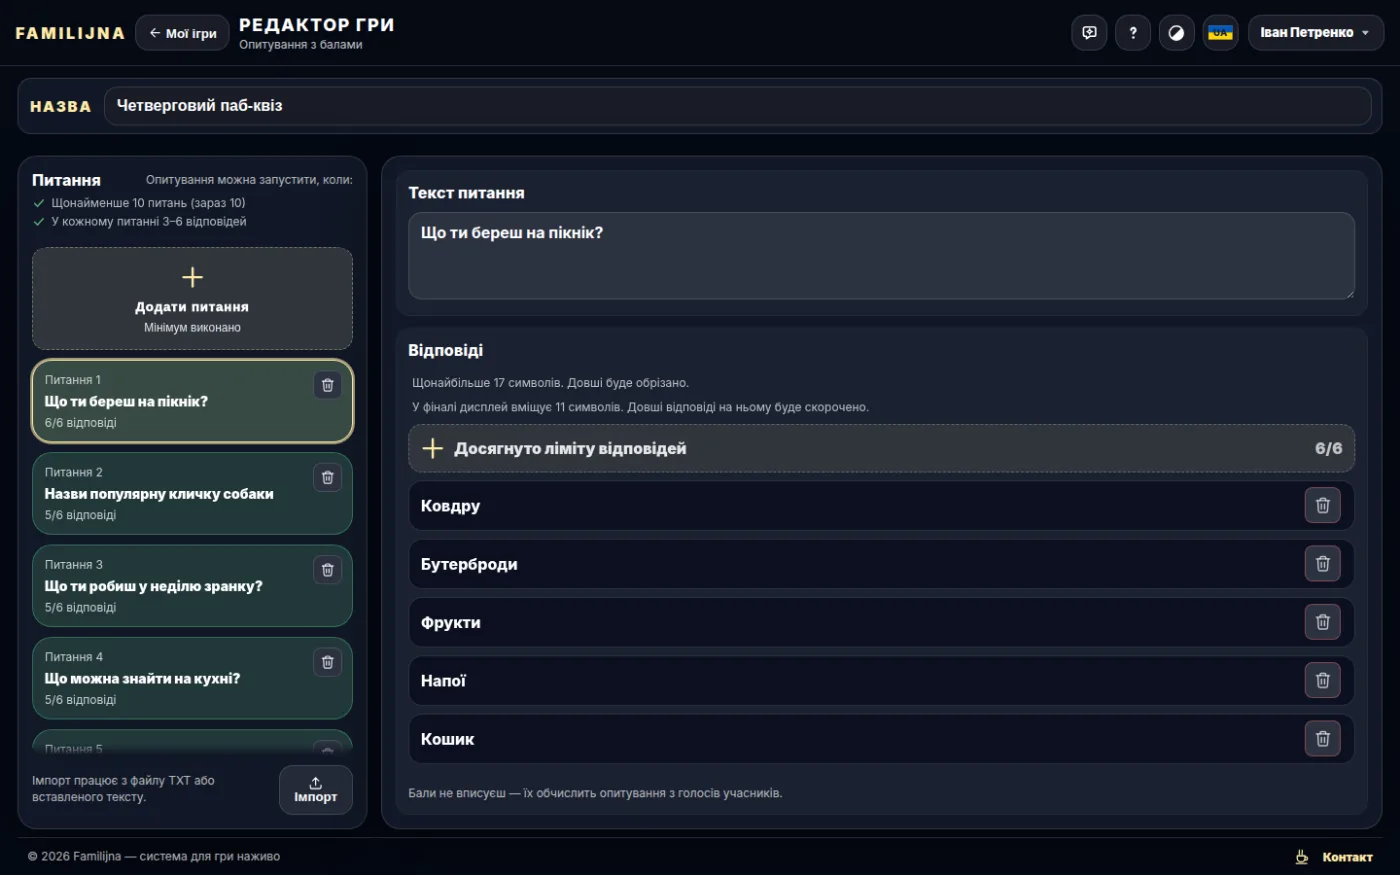 FAMILIJNA
← Мої ігри
РЕДАКТОР ГРИ
Опитування з балами
?
UA
Іван Петренко
НАЗВА
Четверговий паб-квіз
Питання
Опитування можна запустити, коли:
Щонайменше 10 питань (зараз 10)
У кожному питанні 3–6 відповідей
Додати питання
Мінімум виконано
Питання 1
Що ти береш на пікнік?
6/6 відповіді
Питання 2
Назви популярну кличку собаки
5/6 відповіді
Питання 3
Що ти робиш у неділю зранку?
5/6 відповіді
Питання 4
Що можна знайти на кухні?
5/6 відповіді
Питання 5
Імпорт працює з файлу TXT або
вставленого тексту.
Імпорт
Текст питання
Що ти береш на пікнік?
Відповіді
Щонайбільше 17 символів. Довші буде обрізано.
У фіналі дисплей вміщує 11 символів. Довші відповіді на ньому буде скорочено.
Досягнуто ліміту відповідей
6/6
Ковдру
Бутерброди
Фрукти
Напої
Кошик
Бали не вписуєш — їх обчислить опитування з голосів учасників.
© 2026 Familijna — система для гри наживо
Контакт